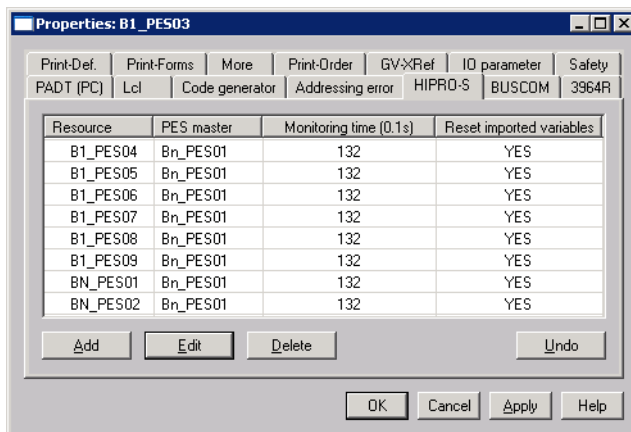 Properties: B1_PES03
Print-Def. Print-Forms More Print-Order GV-XRef IO parameter Safety
PADT (PC) Lcl Code generator Addressing error HIPRO-S BUSCOM 3964R
Resource PES master Monitoring time (0.1s) Reset imported variables
B1_PES04 Bn_PES01 132 YES
B1_PES05 Bn_PES01 132 YES
B1_PES06 Bn_PES01 132 YES
B1_PES07 Bn_PES01 132 YES
B1_PES08 Bn_PES01 132 YES
B1_PES09 Bn_PES01 132 YES
BN_PES01 Bn_PES01 132 YES
BN_PES02 Bn_PES01 132 YES
Add Edit Delete Undo
OK Cancel Apply Help